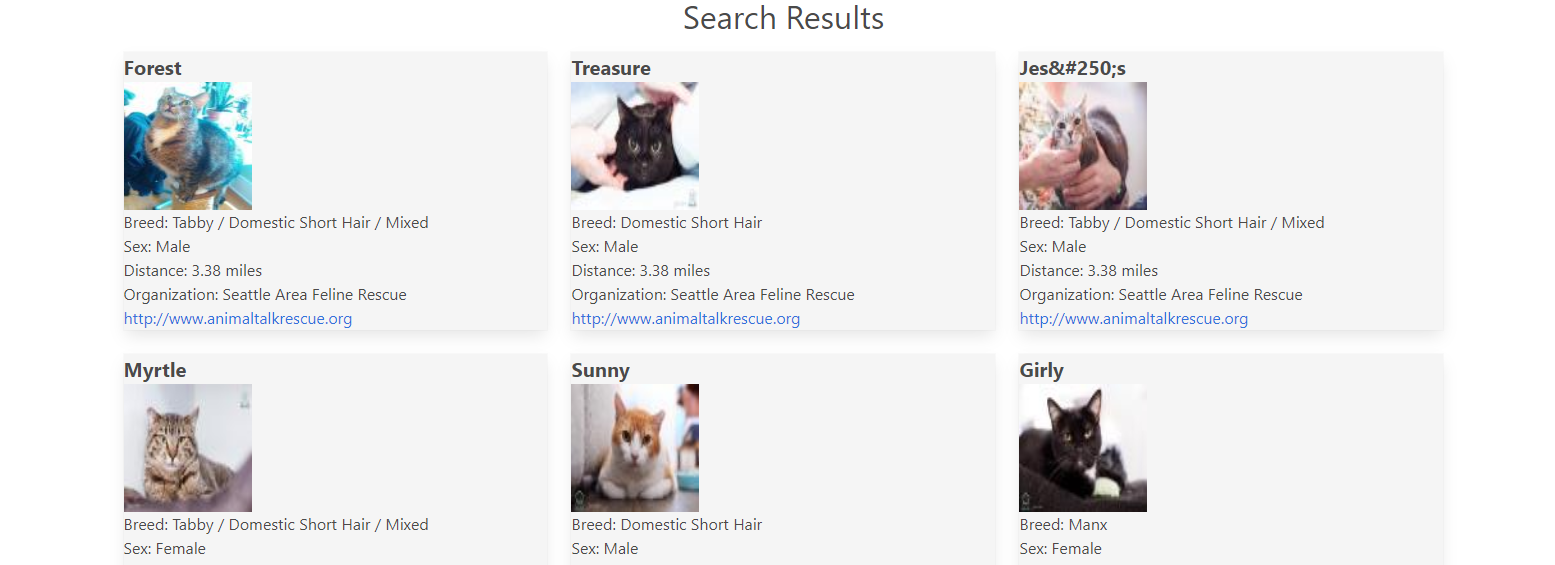 Search Results
Forest
Breed: Tabby / Domestic Short Hair / Mixed
Sex: Male
Distance: 3.38 miles
Organization: Seattle Area Feline Rescue
http://www.animaltalkrescue.org
Treasure
Breed: Domestic Short Hair
Sex: Male
Distance: 3.38 miles
Organization: Seattle Area Feline Rescue
http://www.animaltalkrescue.org
Jes&#250;s
Breed: Tabby / Domestic Short Hair / Mixed
Sex: Male
Distance: 3.38 miles
Organization: Seattle Area Feline Rescue
http://www.animaltalkrescue.org
Myrtle
Breed: Tabby / Domestic Short Hair / Mixed
Sex: Female
Sunny
Breed: Domestic Short Hair
Sex: Male
Girly
Breed: Manx
Sex: Female